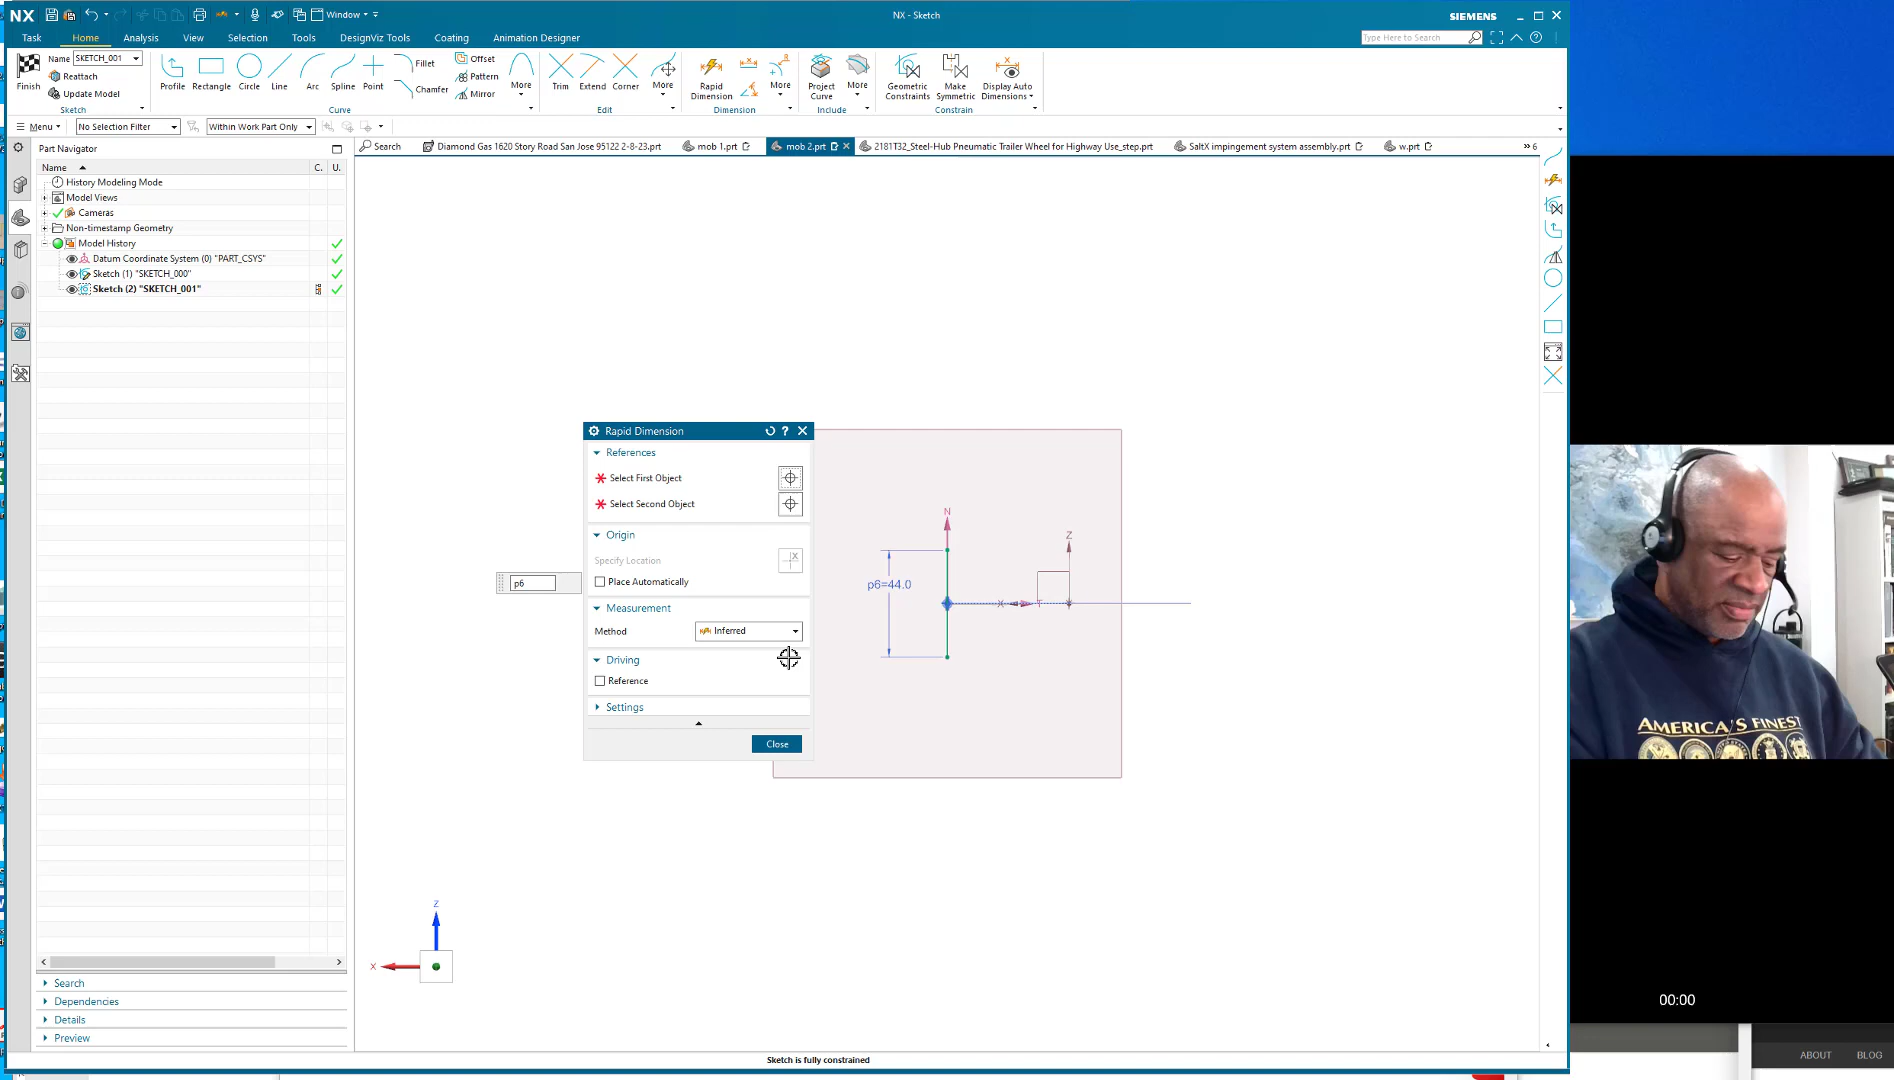 NX
Window
NX - Sketch
SIEMENS
Task
Home
Analysis
View
Selection
Tools
DesignViz Tools
Coating
Animation Designer
Type Here to Search
Finish
Name SKETCH_001
Reattach
Update Model
Sketch
Profile
Rectangle
Circle
Line
Arc
Spline
Point
Fillet
Chamfer
Offset
Pattern
Mirror
More
Curve
Trim
Extend
Corner
More
Edit
Rapid
Dimension
More
Dimension
Project
Curve
More
Include
Geometric
Constraints
Make
Symmetric
Display Auto
Dimensions
Constrain
Menu
No Selection Filter
Within Work Part Only
Part Navigator
Name
C.
U.
History Modeling Mode
Model Views
Cameras
Non-timestamp Geometry
Model History
Datum Coordinate System (0) "PART_CSYS"
Sketch (1) "SKETCH_000"
Sketch (2) "SKETCH_001"
Search
Dependencies
Details
Preview
Search
Diamond Gas 1620 Story Road San Jose 95122 2-8-23.prt
mob 1.prt
mob 2.prt
2181T32_Steel-Hub Pneumatic Trailer Wheel for Highway Use_step.prt
SaltX impingement system assembly.prt
w.prt
6
Rapid Dimension
References
Select First Object
Select Second Object
Origin
Specify Location
Place Automatically
Measurement
Method
Inferred
Driving
Reference
Settings
Close
p6
p6=44.0
N
Z
X
T
Z
X
Sketch is fully constrained
AMERICA'S FINEST
00:00
ABOUT
BLOG